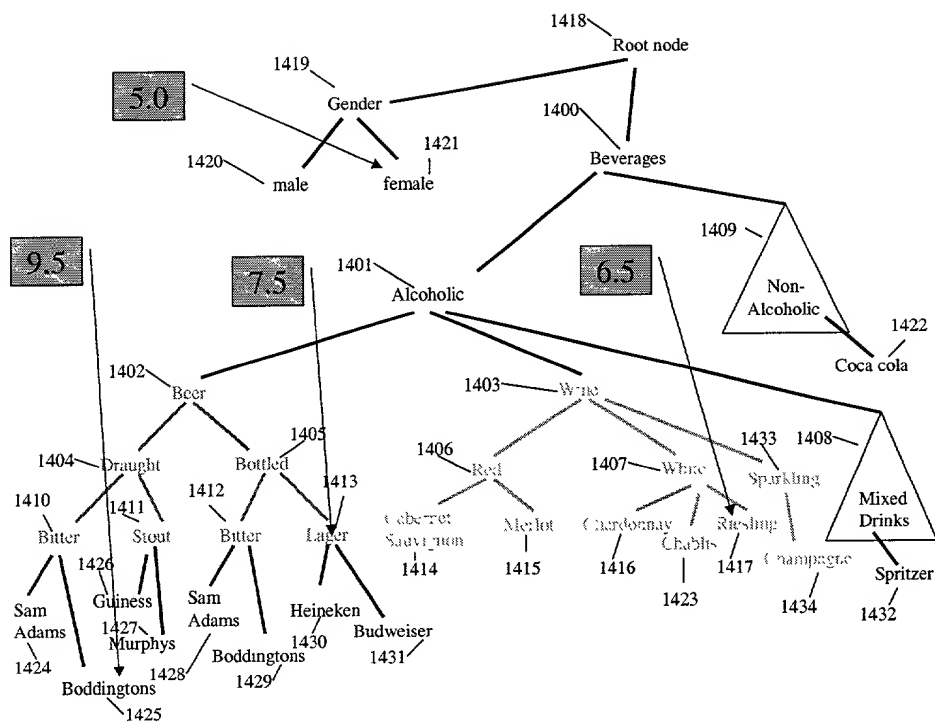 1418
Root node
1419
Gender
5.0
1400
1420
male
1421
female
Beverages
1409
9.5
7.5
1401
Alcoholic
6.5
Non-
Alcoholic
1422
Coca cola
1402
Beer
1403
Wine
1404
Draught
1405
Bottled
1406
Red
1407
White
1433
Sparkling
1408
1410
Bitter
1411
Stout
1412
Bitter
1413
Lager
Cabernet
Sauvignon
1414
Merlot
1415
Chardonnay
1416
Chablis
1423
Riesling
1417
Champagne
1434
Mixed
Drinks
Spritzer
1432
1426
Guiness
1427
Murphys
Sam
Adams
1424
Boddingtons
1425
Sam
Adams
1428
Boddingtons
1429
Heineken
1430
Budweiser
1431